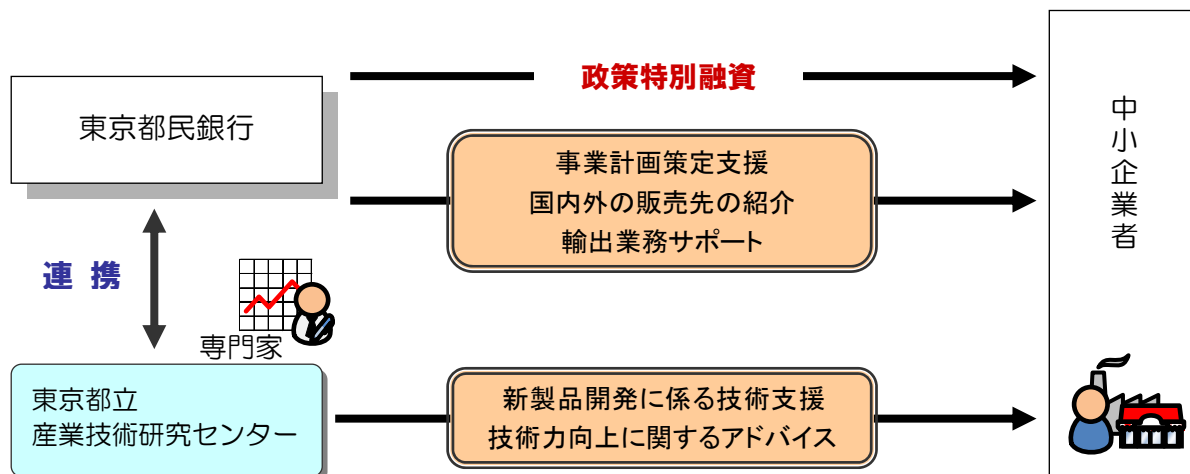 政策特別融資
東京都民銀行
事業計画策定支援
国内外の販売先の紹介
輸出業務サポート
中小企業者
連 携
専門家
東京都立
産業技術研究センター
新製品開発に係る技術支援
技術力向上に関するアドバイス